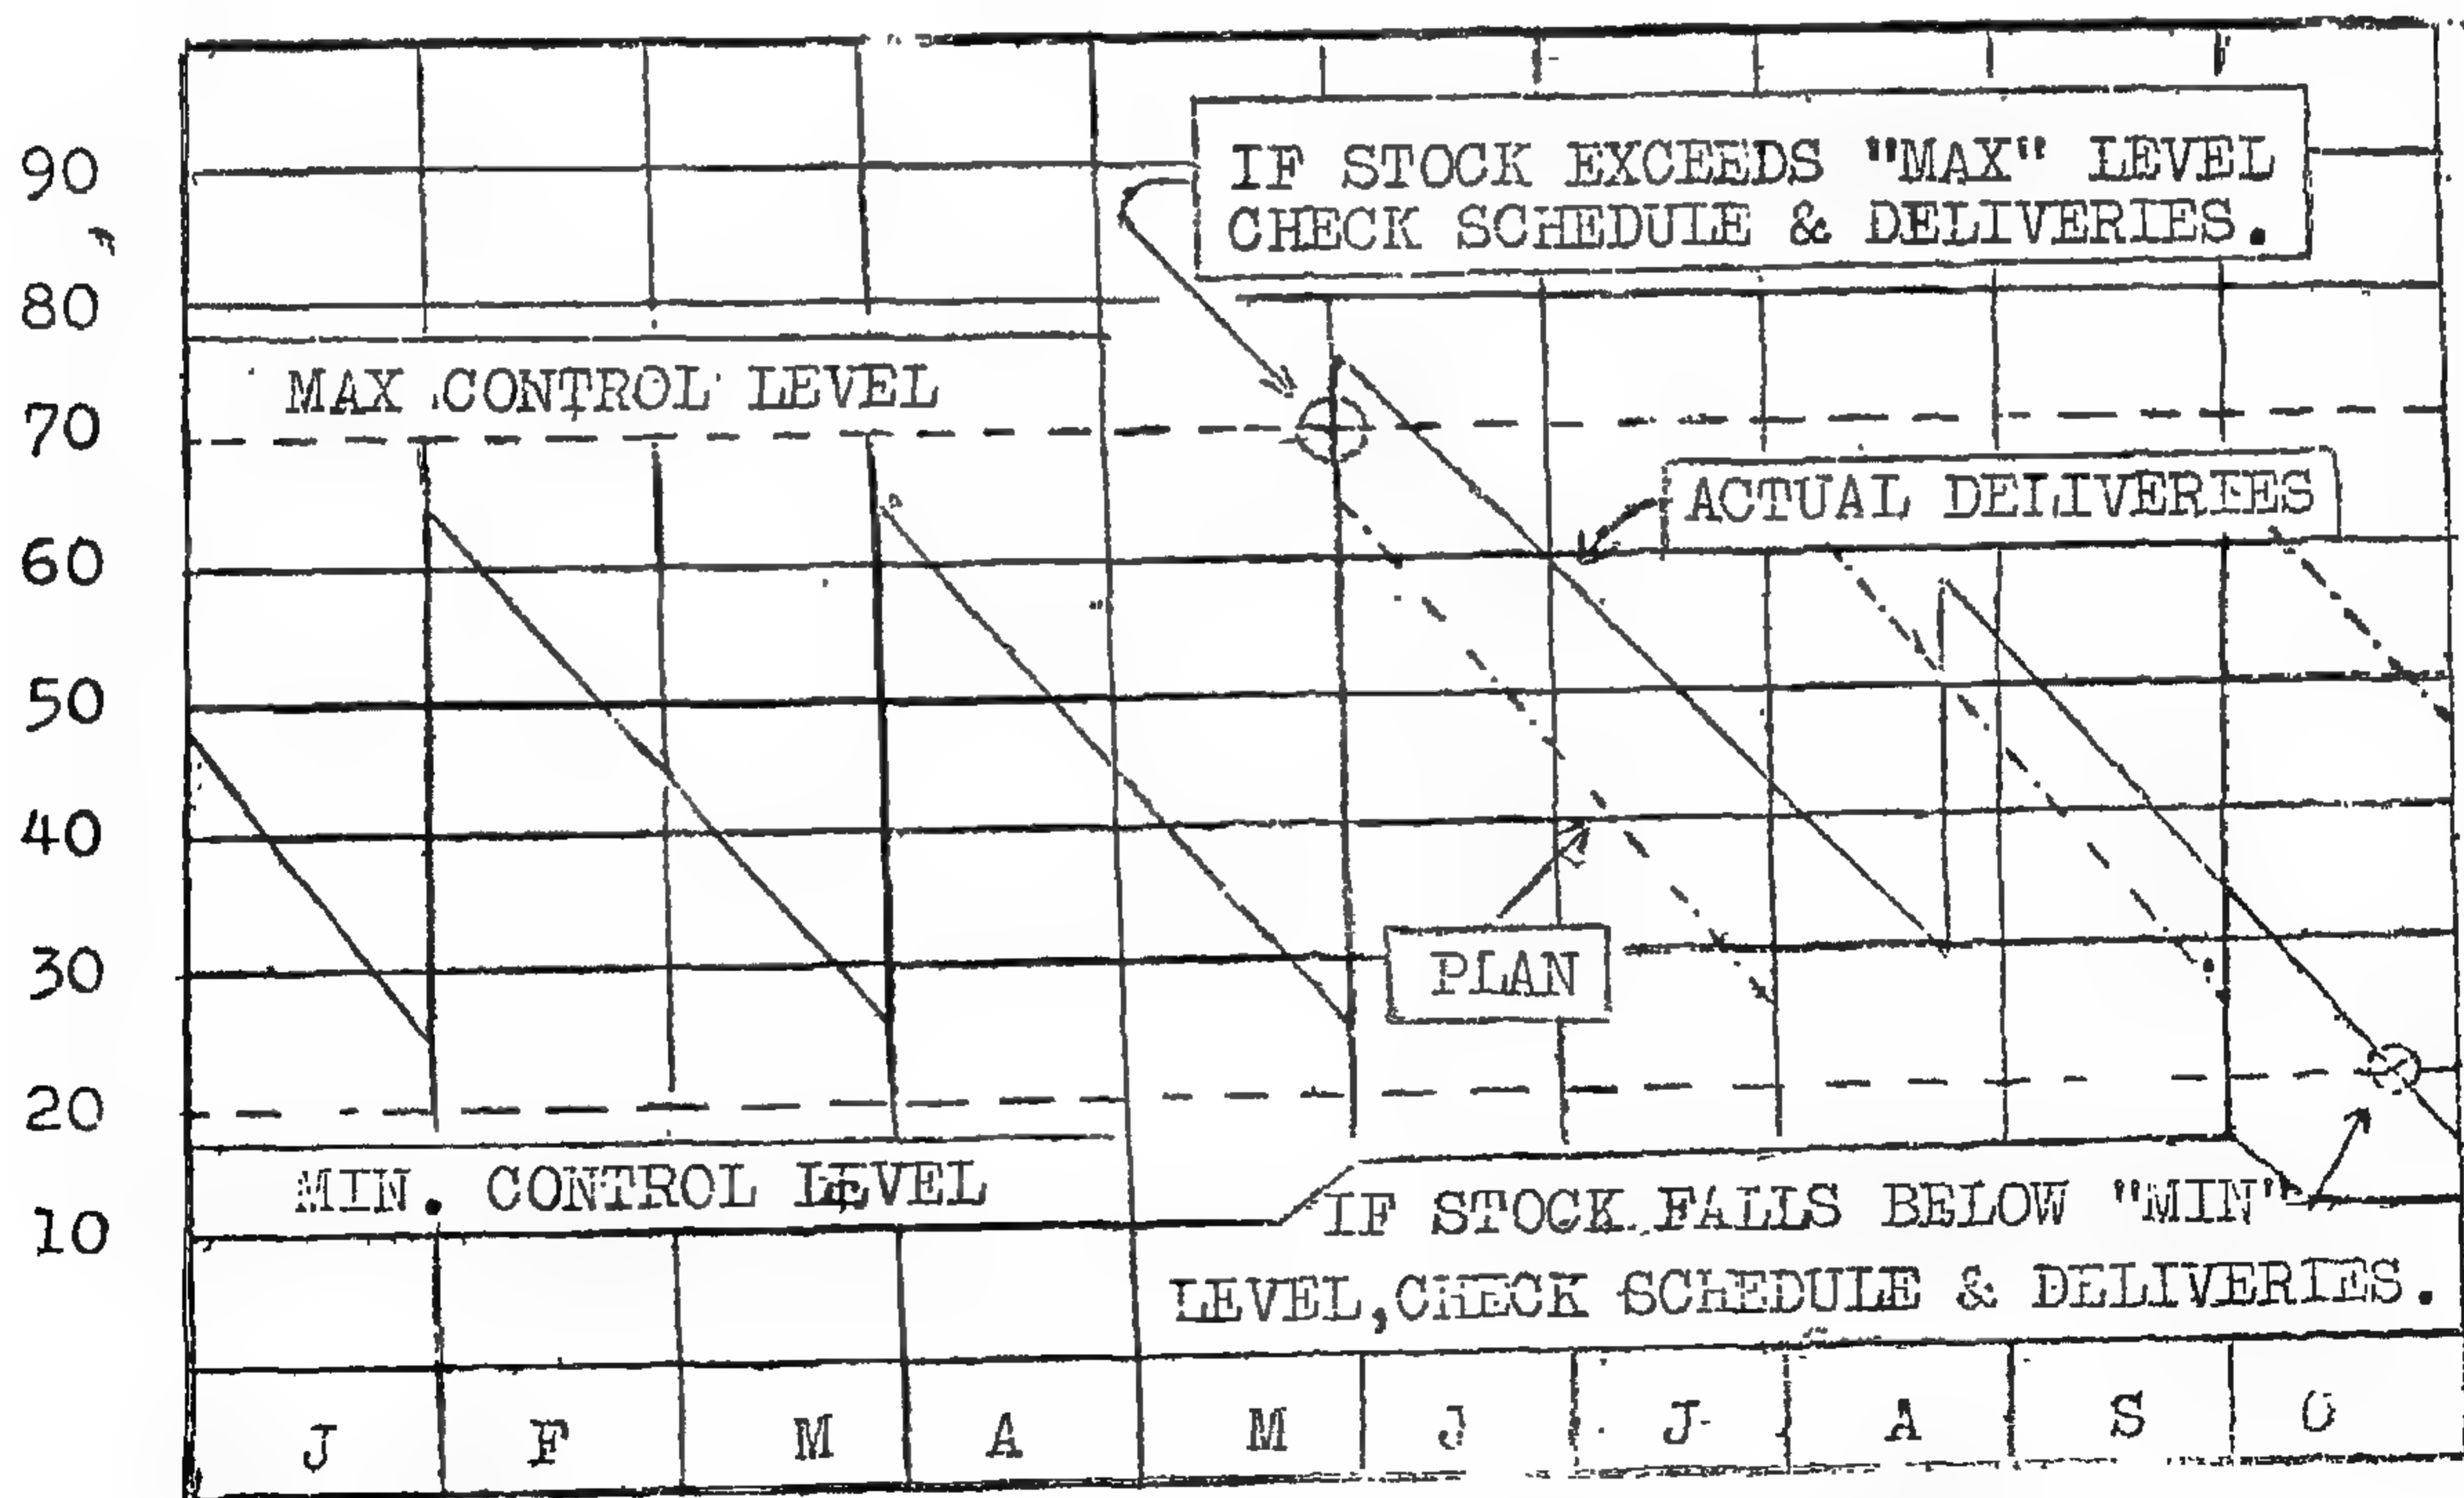 90
IF STOCK EXCEEDS "MAX" LEVEL
CHECK SCHEDULE & DELIVERIES.
80
MAX CONTROL LEVEL
70
ACTUAL DELIVERIES
60
50
40
30
PLAN
20
MIN. CONTROL LEVEL
10
IF STOCK FALLS BELOW "MIN"
LEVEL, CHECK SCHEDULE & DELIVERIES.
J F M A M J J A S O